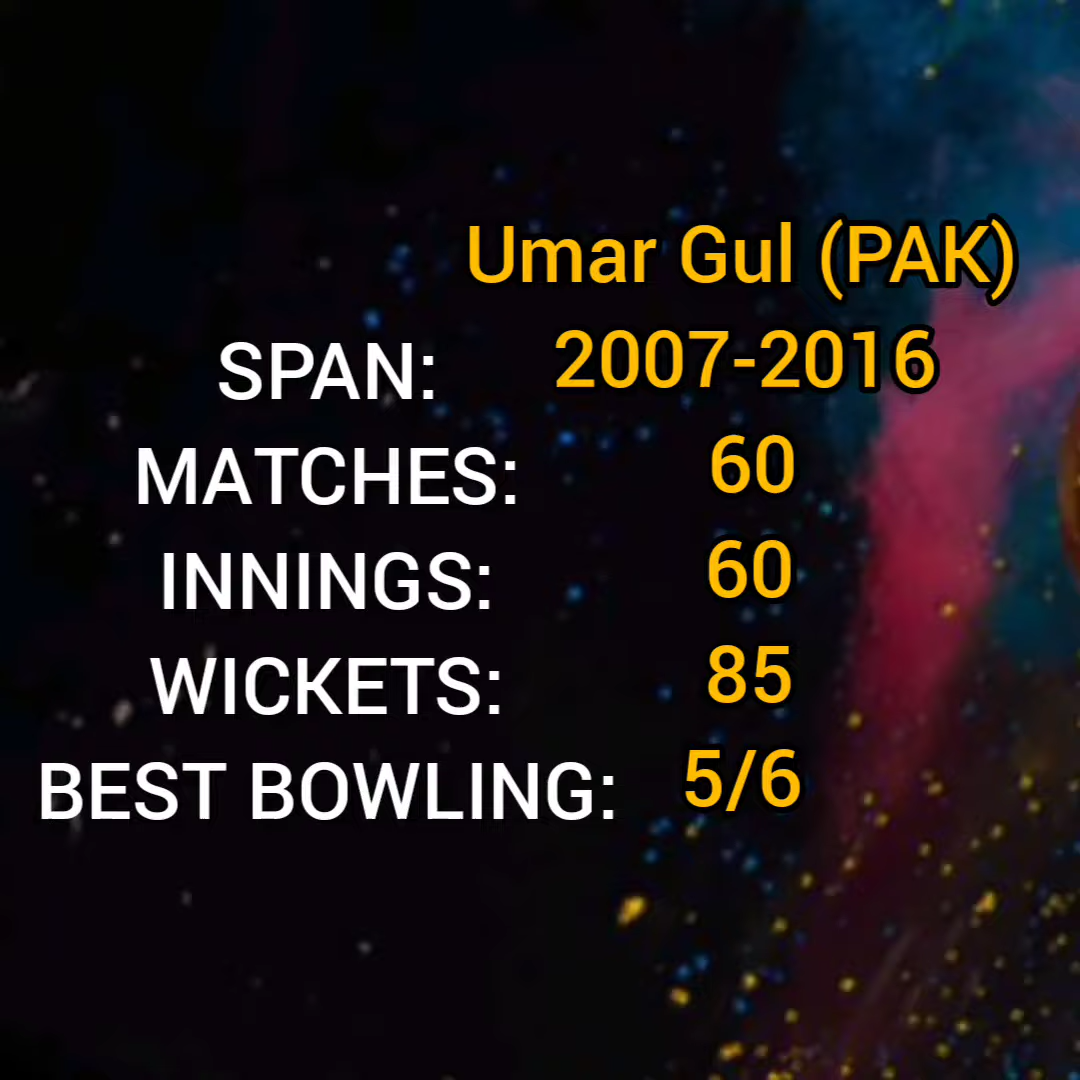 Umar Gul (PAK)
SPAN: 2007-2016
MATCHES: 60
INNINGS: 60
WICKETS: 85
BEST BOWLING: 5/6